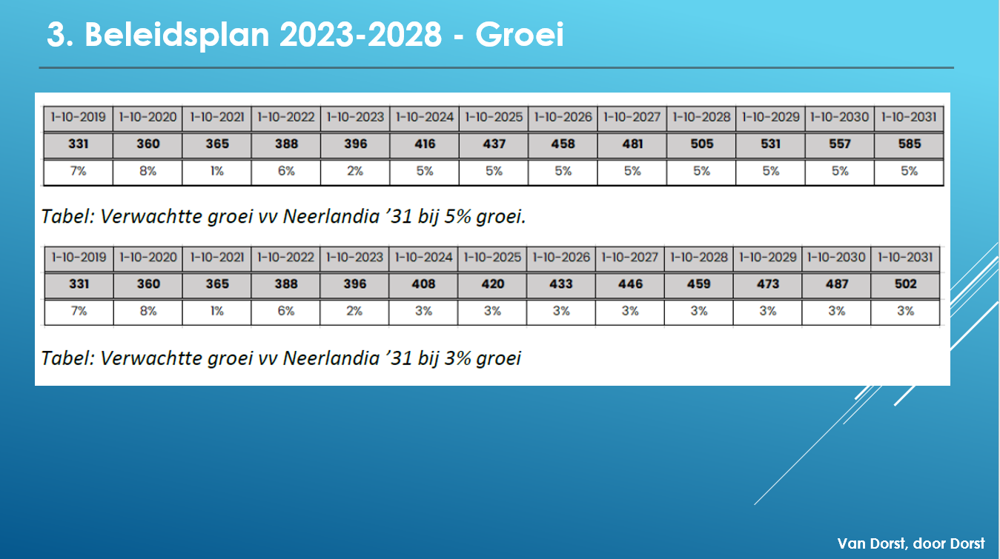 3. Beleidsplan 2023-2028 - Groei
1-10-2019 1-10-2020 1-10-2021 1-10-2022 1-10-2023 1-10-2024 1-10-2025 1-10-2026 1-10-2027 1-10-2028 1-10-2029 1-10-2030 1-10-2031
331 360 365 388 396 416 437 458 481 505 531 557 585
7% 8% 1% 6% 2% 5% 5% 5% 5% 5% 5% 5% 5%
Tabel: Verwachtte groei vv Neerlandia ’31 bij 5% groei.
1-10-2019 1-10-2020 1-10-2021 1-10-2022 1-10-2023 1-10-2024 1-10-2025 1-10-2026 1-10-2027 1-10-2028 1-10-2029 1-10-2030 1-10-2031
331 360 365 388 396 408 420 433 446 459 473 487 502
7% 8% 1% 6% 2% 3% 3% 3% 3% 3% 3% 3% 3%
Tabel: Verwachtte groei vv Neerlandia ’31 bij 3% groei
Van Dorst, door Dorst